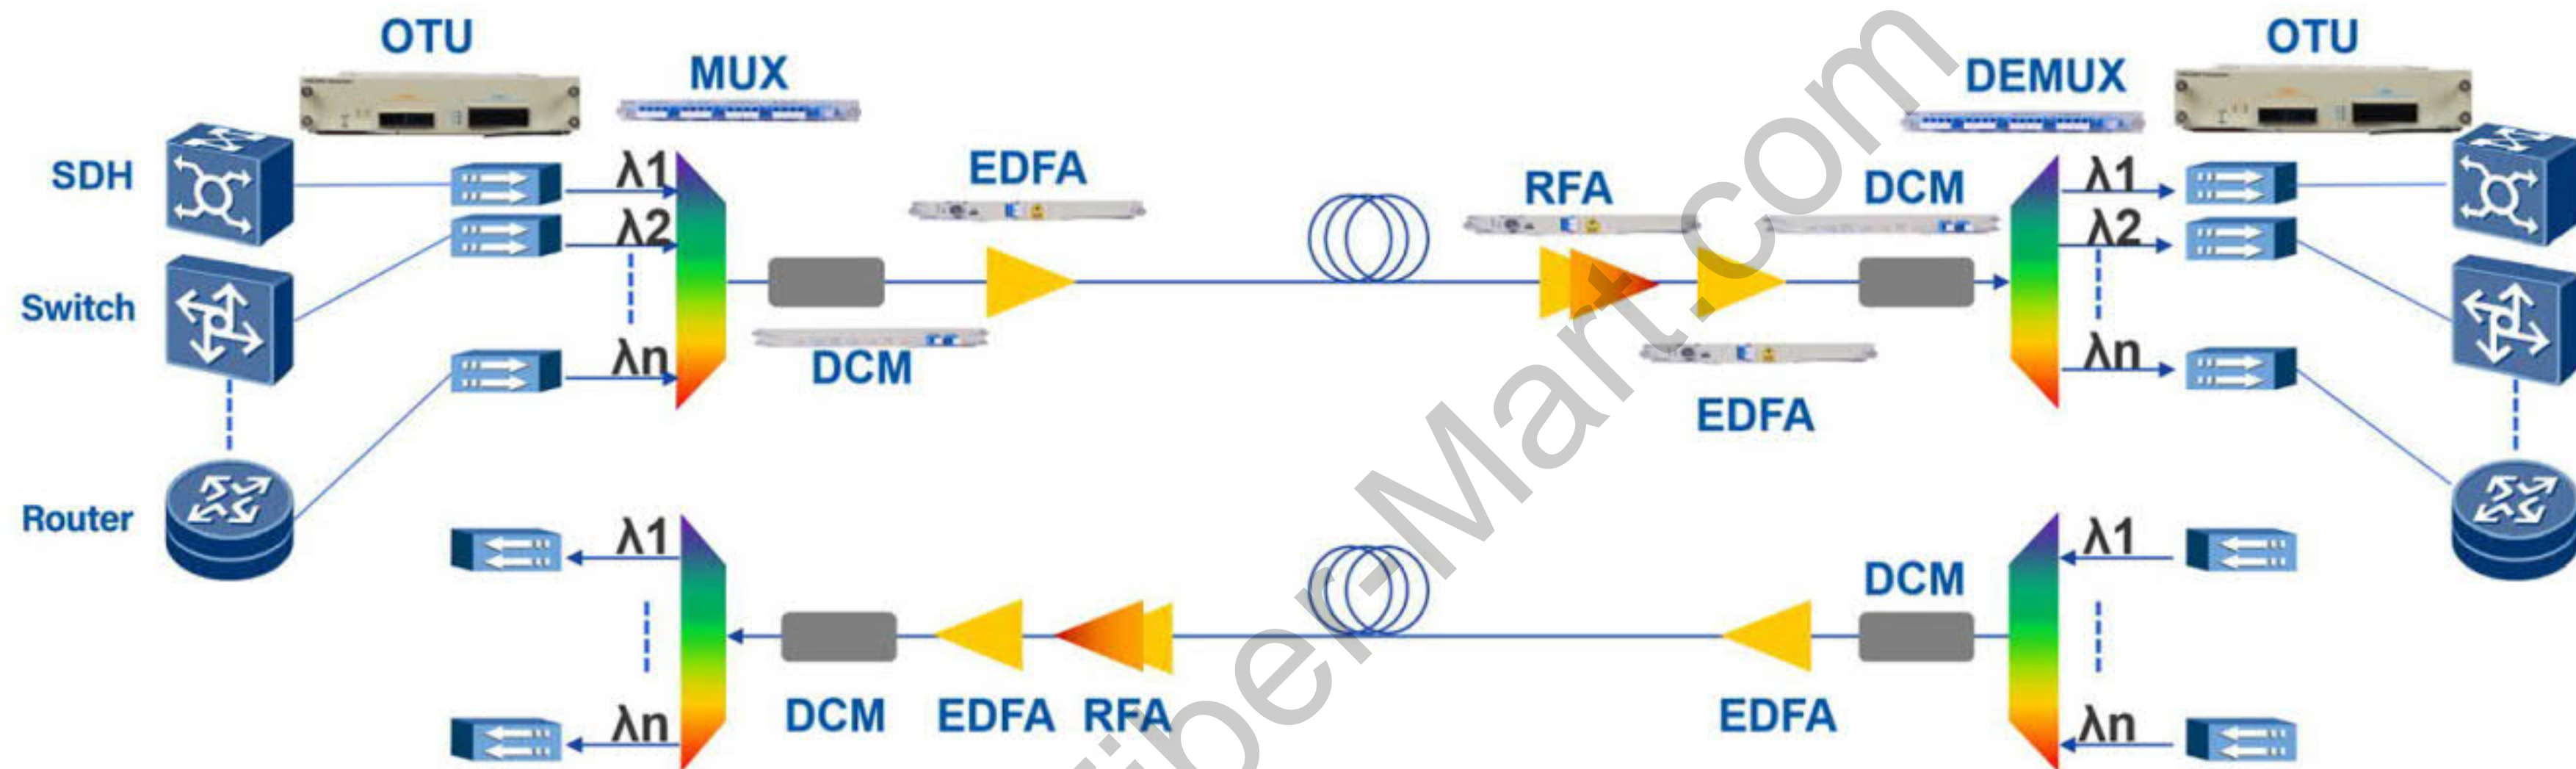 OTU
MUX
DEMUX
OTU
SDH
λ1
EDFA
RFA
DCM
λ1
λ2
λ2
Switch
λn
DCM
λn
EDFA
Router
λ1
λ1
DCM
λn
DCM
EDFA
RFA
EDFA
λn
Fiber-Mart.com